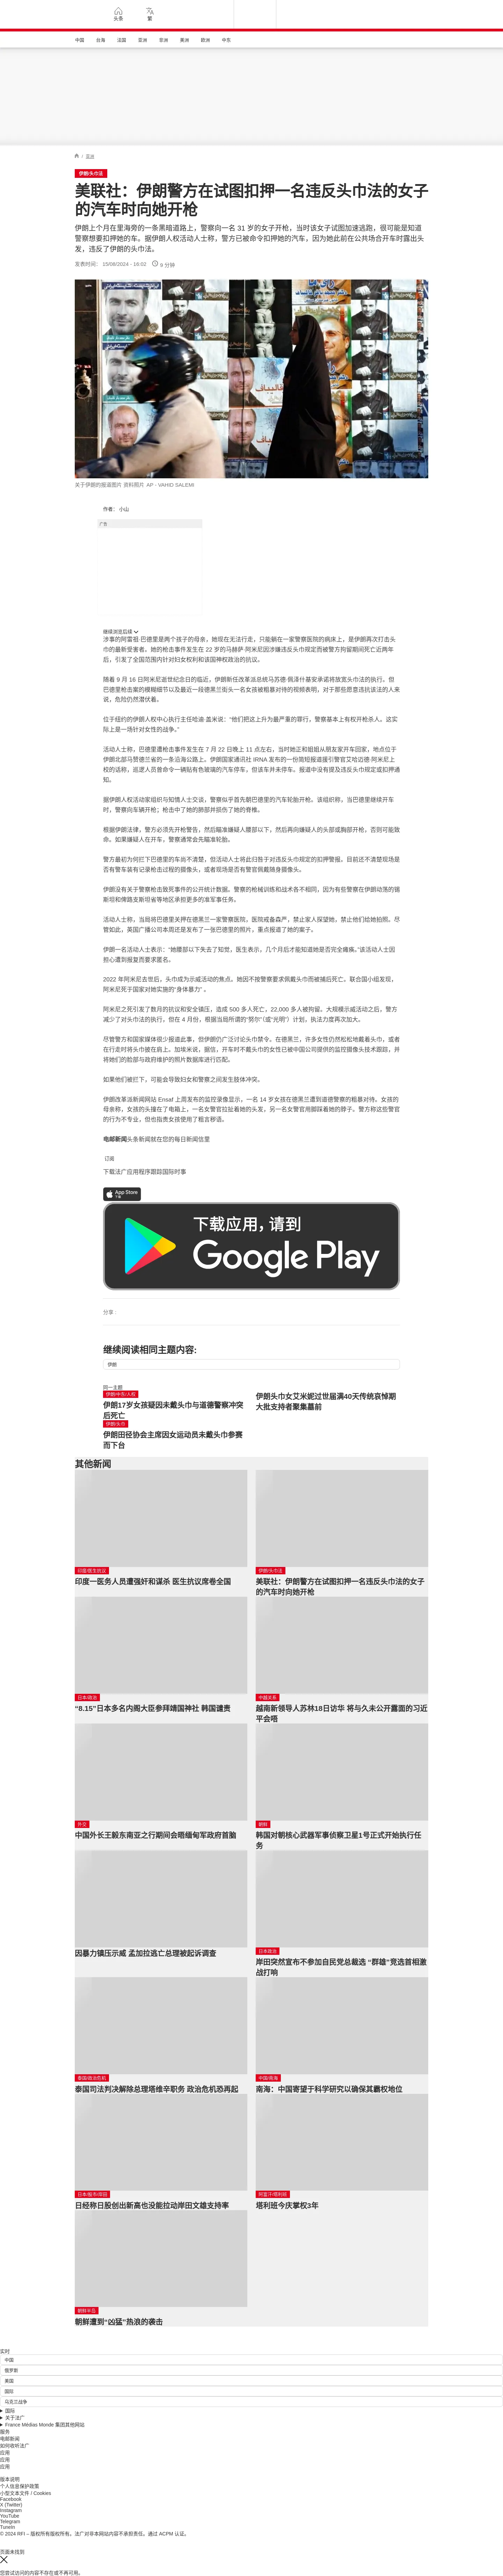 头条
繁
中国
台海
法国
亚洲
非洲
美洲
欧洲
中东
/
亚洲
伊朗/头巾法
美联社：伊朗警方在试图扣押一名违反头巾法的女子
的汽车时向她开枪
伊朗上个月在里海旁的一条黑暗道路上，警察向一名 31 岁的女子开枪，当时该女子试图加速逃跑，很可能是知道
警察想要扣押她的车。据伊朗人权活动人士称，警方已被命令扣押她的汽车，因为她此前在公共场合开车时露出头
发，违反了伊朗的头巾法。
发表时间： 15/08/2024 - 16:02
9 分钟
关于伊朗的报道图片 资料照片 AP - VAHID SALEMI
作者： 小山
广告
继续浏览后续
涉事的阿雷祖·巴德里是两个孩子的母亲，她现在无法行走，只能躺在一家警察医院的病床上，是伊朗再次打击头
巾的最新受害者。她的枪击事件发生在 22 岁的马赫萨·阿米尼因涉嫌违反头巾规定而被警方拘留期间死亡近两年
后，引发了全国范围内针对妇女权利和该国神权政治的抗议。
随着 9 月 16 日阿米尼逝世纪念日的临近，伊朗新任改革派总统马苏德·佩泽什基安承诺将放宽头巾法的执行。但
巴德里枪击案的模糊细节以及最近一段德黑兰街头一名女孩被粗暴对待的视频表明，对于那些愿意违抗该法的人来
说，危险仍然潜伏着。
位于纽约的伊朗人权中心执行主任哈迪·盖米说：“他们把这上升为最严重的罪行，警察基本上有权开枪杀人。这实
际上是一场针对女性的战争。”
活动人士称，巴德里遭枪击事件发生在 7 月 22 日晚上 11 点左右，当时她正和姐姐从朋友家开车回家，地点位于
伊朗北部马赞德兰省的一条沿海公路上。伊朗国家通讯社 IRNA 发布的一份简短报道援引警官艾哈迈德·阿米尼上
校的话称，巡逻人员曾命令一辆贴有色玻璃的汽车停车，但该车并未停车。报道中没有提及违反头巾规定或扣押通
知。
据伊朗人权活动家组织与知情人士交谈，警察似乎首先朝巴德里的汽车轮胎开枪。该组织称，当巴德里继续开车
时，警察向车辆开枪；枪击中了她的肺部并损伤了她的脊椎。
根据伊朗法律，警方必须先开枪警告，然后瞄准嫌疑人腰部以下，然后再向嫌疑人的头部或胸部开枪，否则可能致
命。如果嫌疑人在开车，警察通常会先瞄准轮胎。
警方最初为何拦下巴德里的车尚不清楚，但活动人士将此归咎于对违反头巾规定的扣押警报。目前还不清楚现场是
否有警车装有记录枪击过程的摄像头，或者现场是否有警官佩戴随身摄像头。
伊朗没有关于警察枪击致死事件的公开统计数据。警察的枪械训练和战术各不相同，因为有些警察在伊朗动荡的锡
斯坦和俾路支斯坦省等地区承担更多的准军事任务。
活动人士称，当局将巴德里关押在德黑兰一家警察医院，医院戒备森严，禁止家人探望她，禁止他们给她拍照。尽
管如此，英国广播公司本周还是发布了一张巴德里的照片，重点报道了她的案子。
伊朗一名活动人士表示：“她腰部以下失去了知觉，医生表示，几个月后才能知道她是否完全瘫痪。”该活动人士因
担心遭到报复而要求匿名。
2022 年阿米尼去世后，头巾成为示威活动的焦点。她因不按警察要求佩戴头巾而被捕后死亡。联合国小组发现，
阿米尼死于国家对她实施的“身体暴力” 。
阿米尼之死引发了数月的抗议和安全镇压，造成 500 多人死亡，22,000 多人被拘留。大规模示威活动之后，警方
减少了对头巾法的执行，但在 4 月份，根据当局所谓的“努尔”（或“光明”）计划，执法力度再次加大。
尽管警方和国家媒体很少报道此事，但伊朗仍广泛讨论头巾禁令。在德黑兰，许多女性仍然松松地戴着头巾，或者
在行走时将头巾披在肩上。加埃米说，据信，开车时不戴头巾的女性已被中国公司提供的监控摄像头技术跟踪，并
将他们的脸部与政府维护的照片数据库进行匹配。
如果他们被拦下，可能会导致妇女和警察之间发生肢体冲突。
伊朗改革派新闻网站 Ensaf 上周发布的监控录像显示，一名 14 岁女孩在德黑兰遭到道德警察的粗暴对待。女孩的
母亲称，女孩的头撞在了电箱上，一名女警官拉扯着她的头发，另一名女警官用脚踩着她的脖子。警方称这些警官
的行为不专业，但也指责女孩使用了粗言秽语。
电邮新闻头条新闻就在您的每日新闻信里
订阅
下载法广应用程序跟踪国际时事
App Store
下载
下载应用，请到
Google Play
分享 :
继续阅读相同主题内容:
伊朗
同一主题
伊朗/中东/人权
伊朗17岁女孩疑因未戴头巾与道德警察冲突
后死亡
伊朗头巾女艾米妮过世届满40天传统哀悼期
大批支持者聚集墓前
伊朗/头巾
伊朗田径协会主席因女运动员未戴头巾参赛
而下台
其他新闻
印度/医生抗议
印度一医务人员遭强奸和谋杀 医生抗议席卷全国
伊朗/头巾法
美联社：伊朗警方在试图扣押一名违反头巾法的女子
的汽车时向她开枪
日本/政治
“8.15”日本多名内阁大臣参拜靖国神社 韩国谴责
中越关系
越南新领导人苏林18日访华 将与久未公开露面的习近
平会晤
外交
中国外长王毅东南亚之行期间会晤缅甸军政府首脑
朝鲜
韩国对朝核心武器军事侦察卫星1号正式开始执行任
务
因暴力镇压示威 孟加拉逃亡总理被起诉调查
日本政治
岸田突然宣布不参加自民党总裁选 “群雄”竞选首相激
战打响
泰国/政治危机
泰国司法判决解除总理塔维辛职务 政治危机恐再起
中国/南海
南海：中国寄望于科学研究以确保其霸权地位
日本/股市/岸田
日经称日股创出新高也没能拉动岸田文雄支持率
阿富汗/塔利班
塔利班今庆掌权3年
朝鲜半岛
朝鲜遭到“凶猛”热浪的袭击
实时
中国
俄罗斯
美国
国际
乌克兰战争
国际
关于法广
France Médias Monde 集团其他网站
服务
电邮新闻
如何收听法广
应用
应用
应用
版本说明
个人信息保护政策
小型文本文件 / Cookies
Facebook
X (Twitter)
Instagram
YouTube
Telegram
TuneIn
© 2024 RFI – 版权所有版权所有。法广对非本网站内容不承担责任。通过 ACPM 认证。
页面未找到
您尝试访问的内容不存在或不再可用。